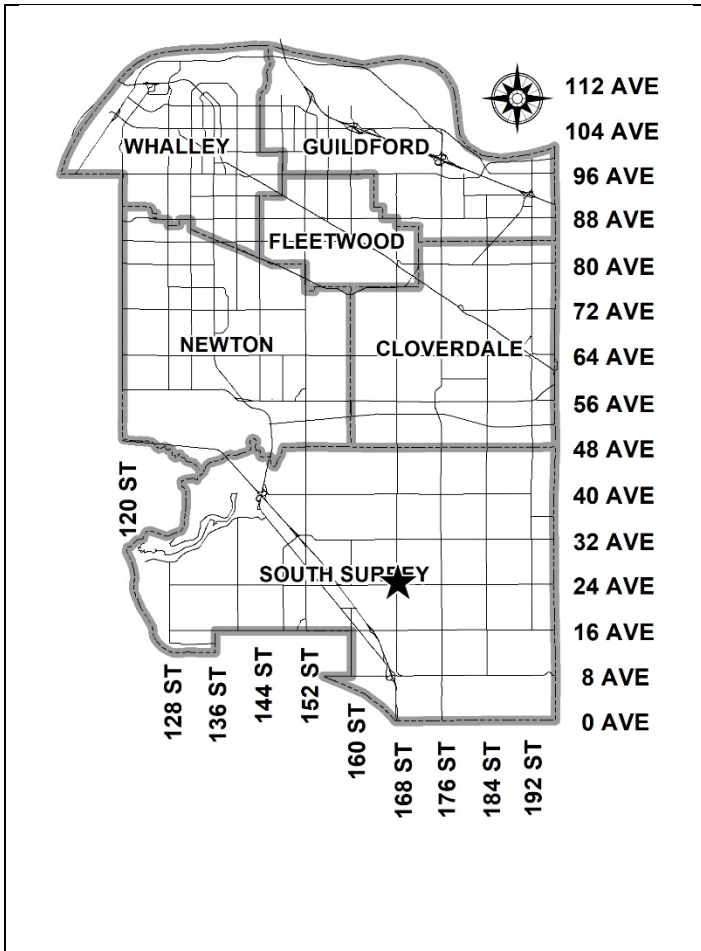 112 AVE
104 AVE
WHALLEY
GUILDFORD
96 AVE
88 AVE
FLEETWOOD
80 AVE
72 AVE
NEWTON
CLOVERDALE
64 AVE
56 AVE
48 AVE
120 ST
40 AVE
32 AVE
SOUTH SURREY
24 AVE
16 AVE
8 AVE
128 ST
136 ST
144 ST
152 ST
160 ST
0 AVE
168 ST
176 ST
184 ST
192 ST